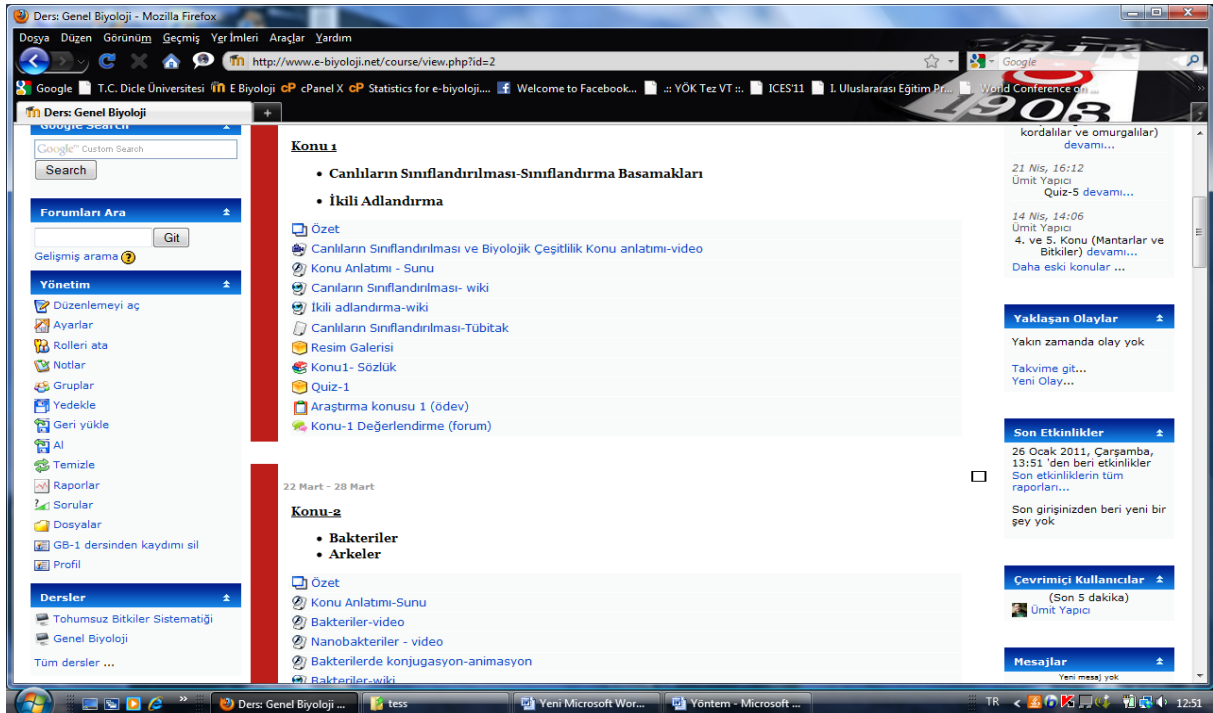 Ders: Genel Biyoloji - Mozilla Firefox
Dosya Düzen Görünüm Geçmiş Yer İmleri Araçlar Yardım
http://www.e-biyoloji.net/course/view.php?id=2
Google
Google T.C. Dicle Üniversitesi E Biyoloji cPanel X Statistics for e-biyoloji.... Welcome to Facebook... .:: YÖK Tez VT ::. ICES'11 I. Uluslararası Eğitim Pr... World Conference on ...
Ders: Genel Biyoloji
1903
Google Search
Google™ Custom Search
Search
Forumları Ara
Git
Gelişmiş arama
Yönetim
Düzenlemeyi aç
Ayarlar
Rolleri ata
Notlar
Gruplar
Yedekle
Geri yükle
Al
Temizle
Raporlar
Sorular
Dosyalar
GB-1 dersinden kaydımı sil
Profil
Dersler
Tohumsuz Bitkiler Sistematiği
Genel Biyoloji
Tüm dersler ...
Konu 1
• Canlıların Sınıflandırılması-Sınıflandırma Basamakları
• İkili Adlandırma
Özet
Canlıların Sınıflandırılması ve Biyolojik Çeşitlilik Konu anlatımı-video
Konu Anlatımı - Sunu
Canlıların Sınıflandırılması- wiki
İkili adlandırma-wiki
Canlıların Sınıflandırılması-Tübitak
Resim Galerisi
Konu1- Sözlük
Quiz-1
Araştırma konusu 1 (ödev)
Konu-1 Değerlendirme (forum)
22 Mart - 28 Mart
Konu-2
• Bakteriler
• Arkeler
Özet
Konu Anlatımı-Sunu
Bakteriler-video
Nanobakteriler - video
Bakterilerde konjugasyon-animasyon
Bakteriler-wiki
kordalılar ve omurgalılar)
devamı...
21 Nis, 16:12
Ümit Yapıcı
Quiz-5 devamı...
14 Nis, 14:06
Ümit Yapıcı
4. ve 5. Konu (Mantarlar ve
Bitkiler) devamı...
Daha eski konular ...
Yaklaşan Olaylar
Yakın zamanda olay yok
Takvime git...
Yeni Olay...
Son Etkinlikler
26 Ocak 2011, Çarşamba,
13:51 'den beri etkinlikler
Son etkinliklerin tüm
raporları...
Son girişinizden beri yeni bir
şey yok
Çevrimiçi Kullanıcılar
(Son 5 dakika)
Ümit Yapıcı
Mesajlar
Yeni mesaj yok
Ders: Genel Biyoloji ... tess Yeni Microsoft Wor... Yöntem - Microsoft ... TR 12:51